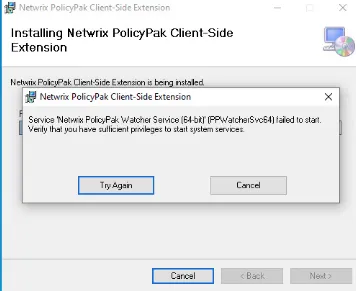 Netwrix PolicyPak Client-Side Extension
Installing Netwrix PolicyPak Client-Side
Extension
Netwrix PolicyPak Client-Side Extension is being installed.
Netwrix PolicyPak Client-Side Extension
Service 'Netwrix PolicyPak Watcher Service (64-bit)' (PPWatcherSvc64) failed to start.
Verify that you have sufficient privileges to start system services.
Try Again
Cancel
Cancel
< Back
Next >